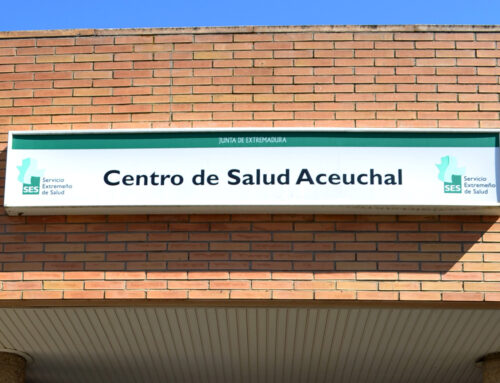 JUNTA DE EXTREMADURA
SES
Servicio
Extremeño
de Salud
Centro de Salud Aceuchal
SES
Servicio
Extremeño
de Salud